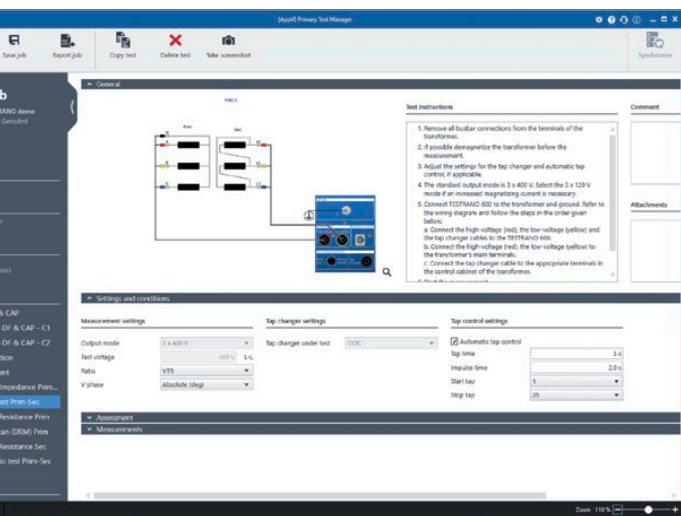 [Applet] Primary Test Manager
Save job
Export job
Copy test
Delete test
Take screenshot
Synchronize
b
ANO demo
Executed
General
Prim
Sec
Test instructions
1. Remove all busbar connections from the terminals of the
transformer.
2. If possible demagnetize the transformer before the
measurement.
3. Adjust the settings for the tap changer and automatic tap
control, if applicable.
4. The standard output mode is 3 x 400 V. Select the 3 x 120 V
mode if an increased magnetizing current is necessary.
5. Connect TESTRANO 600 to the transformer and ground. Refer to
the wiring diagram and follow the steps in the order given
below:
a. Connect the high-voltage (red), the low-voltage (yellow) and
the tap changer cables to the TESTRANO 600.
b. Connect the high-voltage (red), the low-voltage (yellow) to
the transformer's main terminals.
c. Connect the tap changer cable to the appropriate terminals in
the control cabinet of the transformer.
Comment
Attachments
Settings and conditions
Measurement settings
Output mode 3 x 400 V
Test voltage 400 V L-L
Ratio VTR
V phase Absolute (deg)
Tap changer settings
Tap changer under test OLTC
Tap control settings
Automatic tap control
Tap time 5 s
Impulse time 2.0 s
Start tap 1
Stop tap 25
Assessment
Measurements
& CAP
DF & CAP - C1
DF & CAP - C2
tion
ent
Impedance Prim...
est Prim-Sec
Resistance Prim
an (DRM) Prim
Resistance Sec
io test Prim-Sec
Zoom 110 %